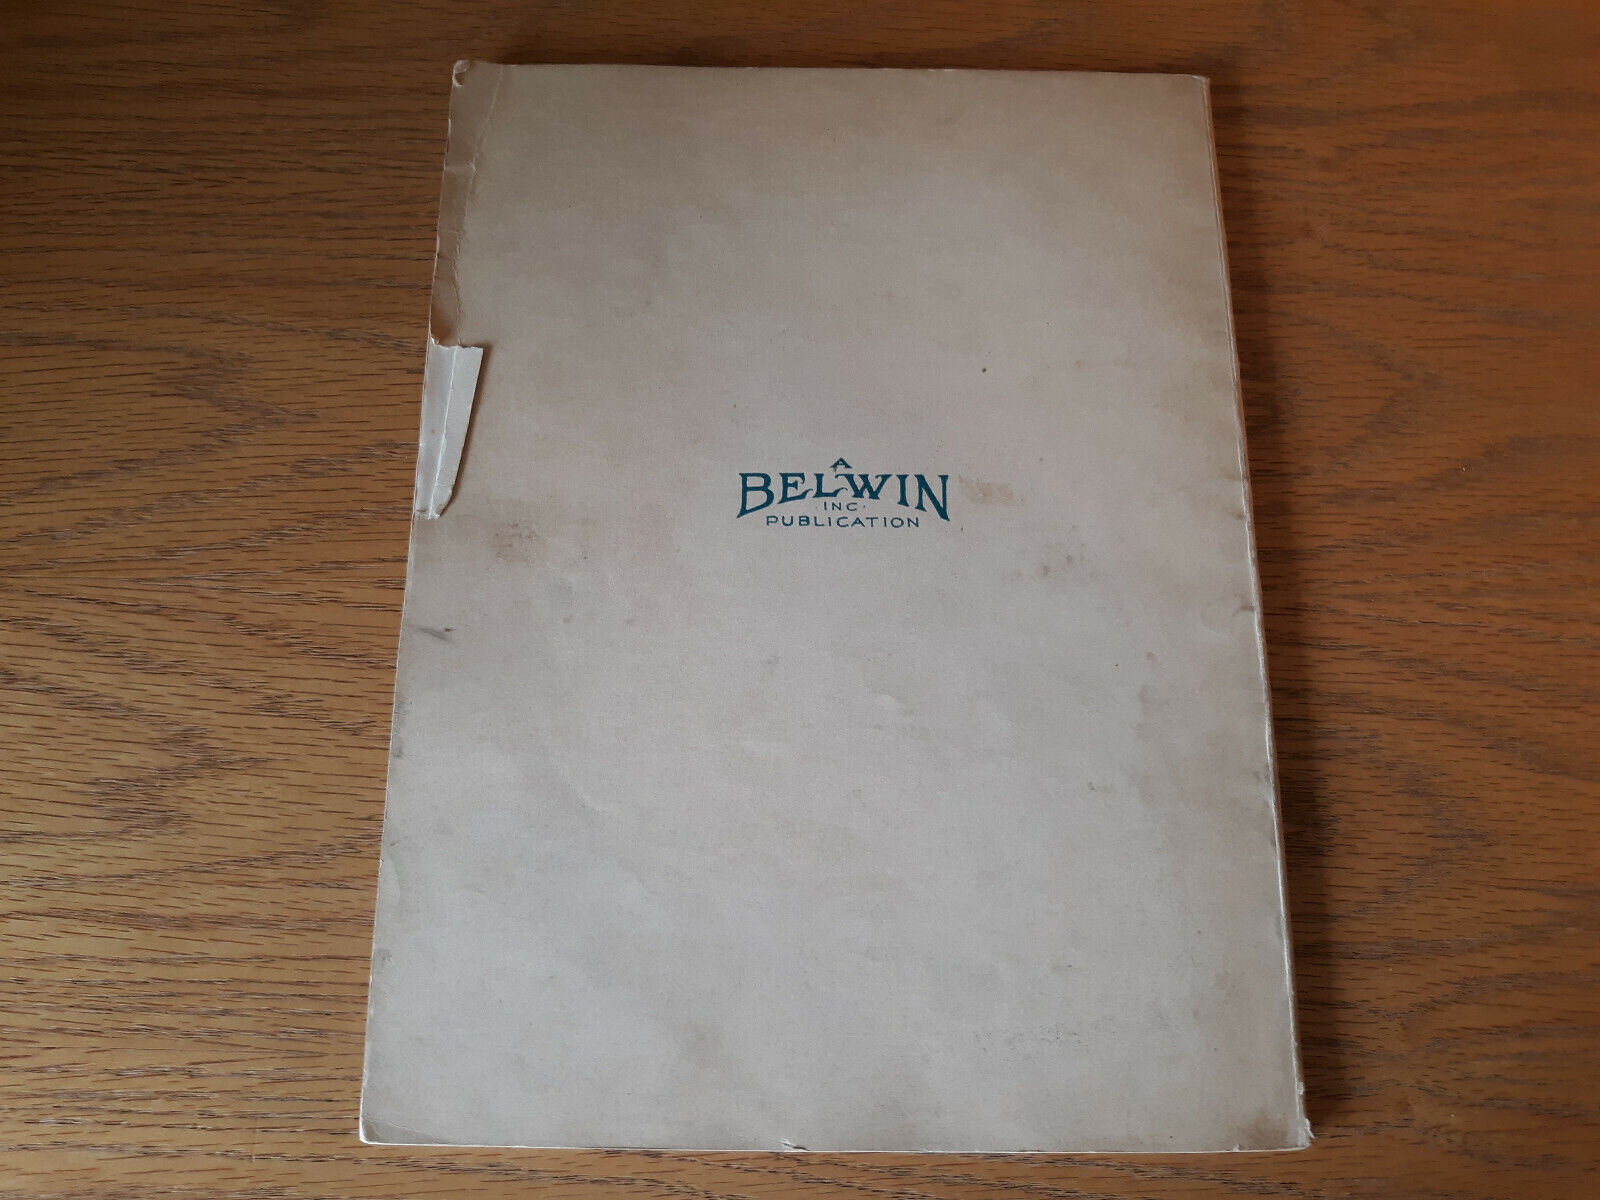 A
BELWIN
·INC·
PUBLICATION